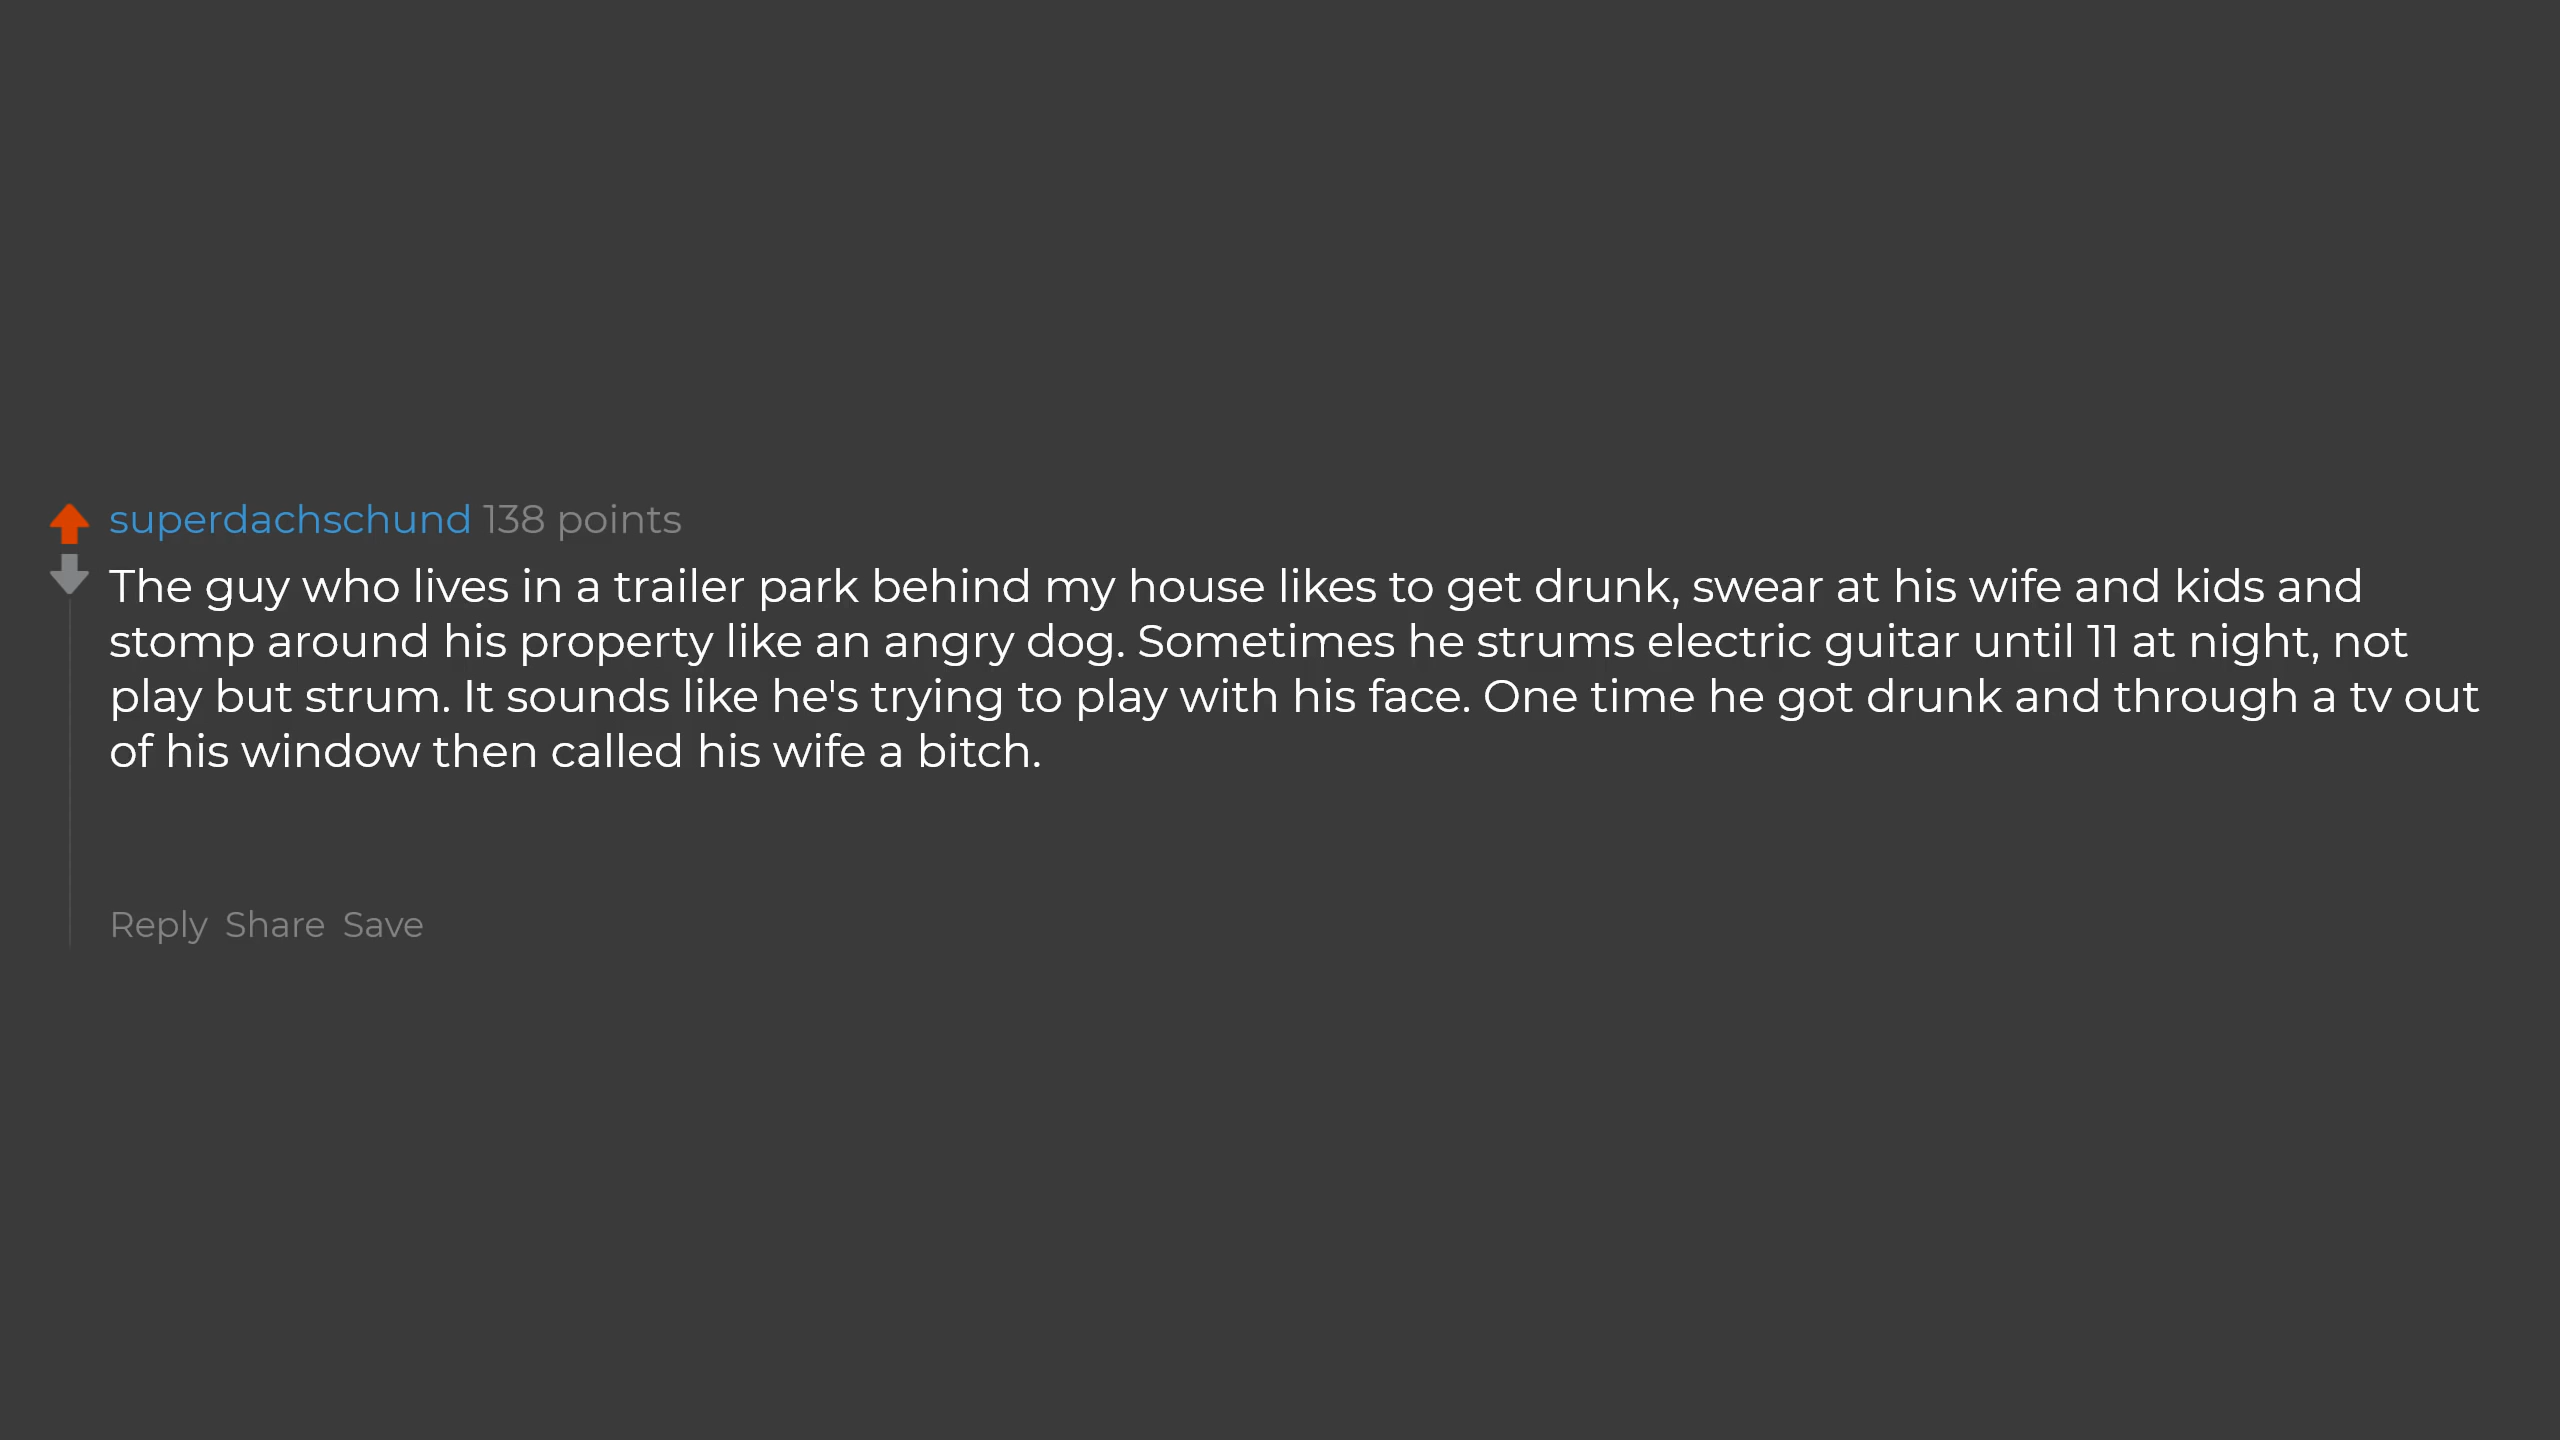 superdachschund 138 points
The guy who lives in a trailer park behind my house likes to get drunk, swear at his wife and kids and
stomp around his property like an angry dog. Sometimes he strums electric guitar until 11 at night, not
play but strum. It sounds like he's trying to play with his face. One time he got drunk and through a tv out
of his window then called his wife a bitch.
Reply Share Save